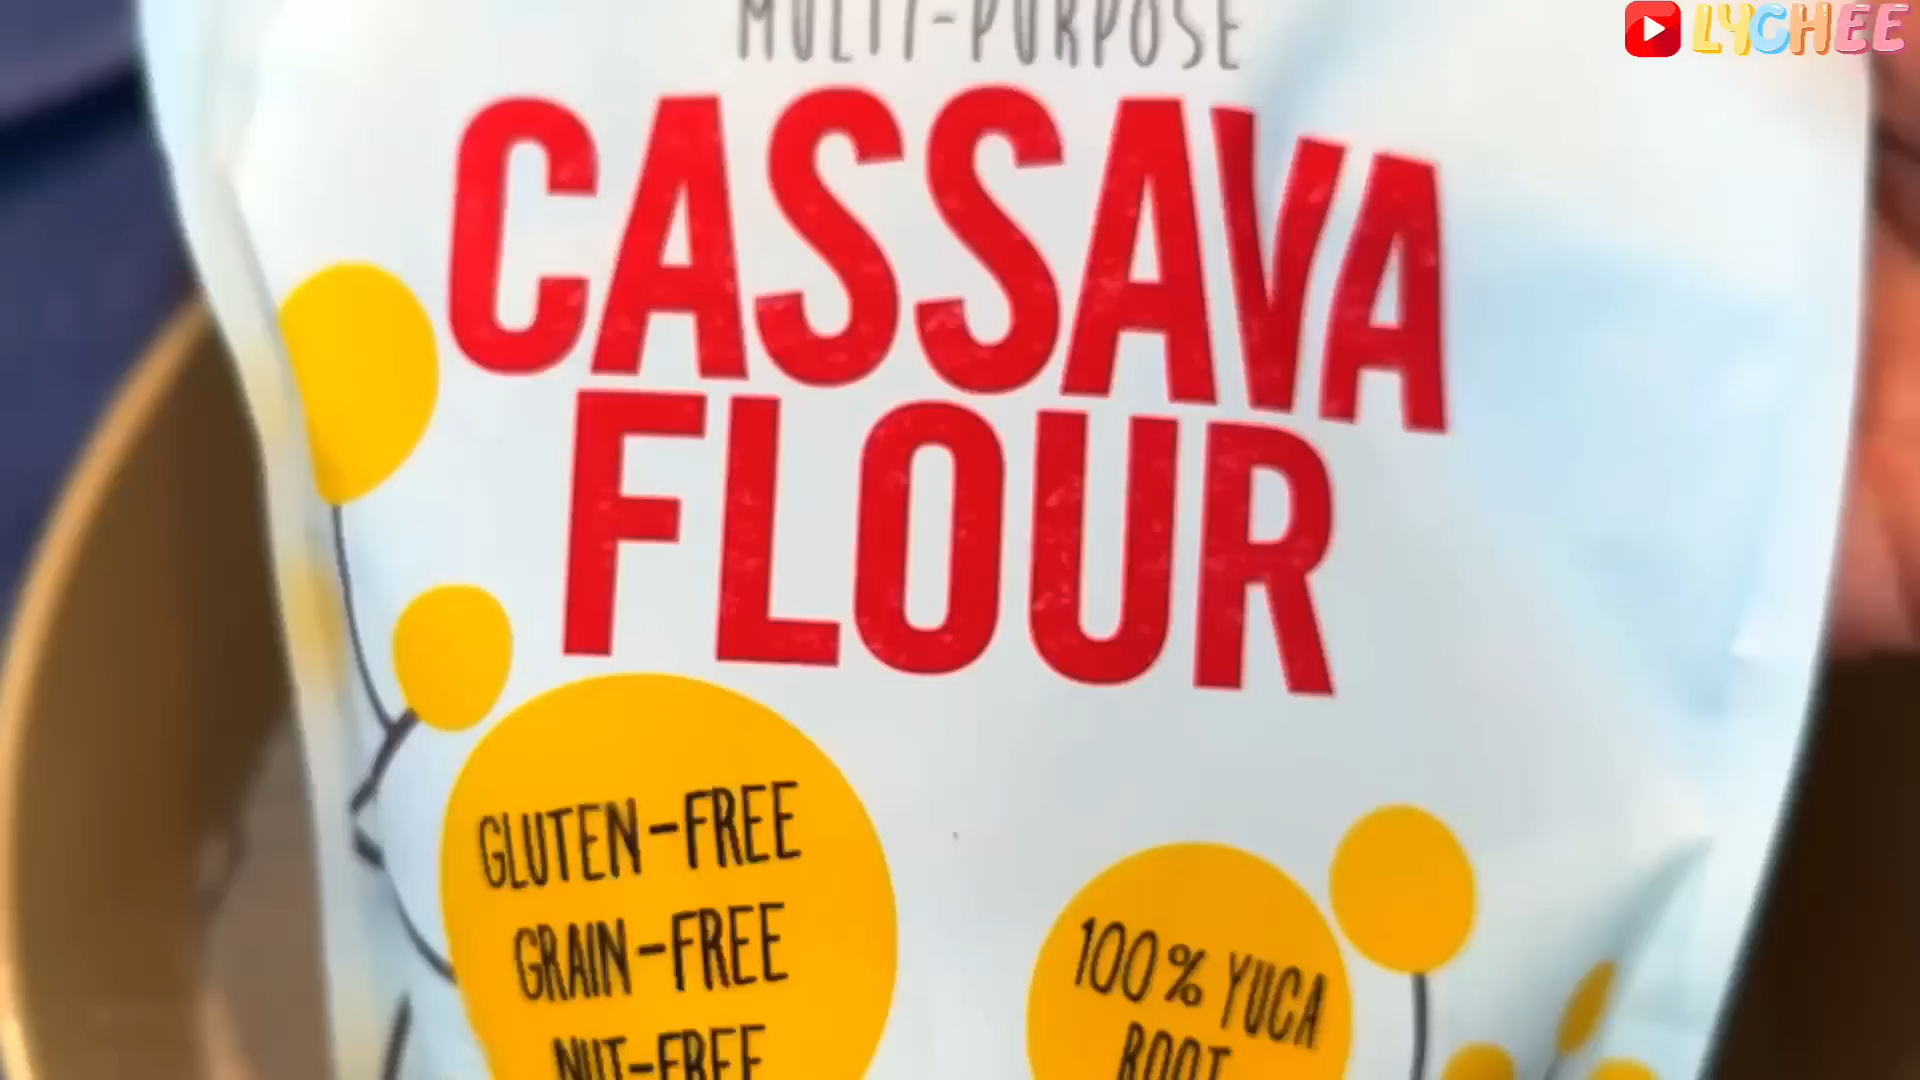 LYCHEE
MULTI-PURPOSE
CASSAVA
FLOUR
GLUTEN-FREE
GRAIN-FREE
NUT-FREE
100% YUCA
ROOT